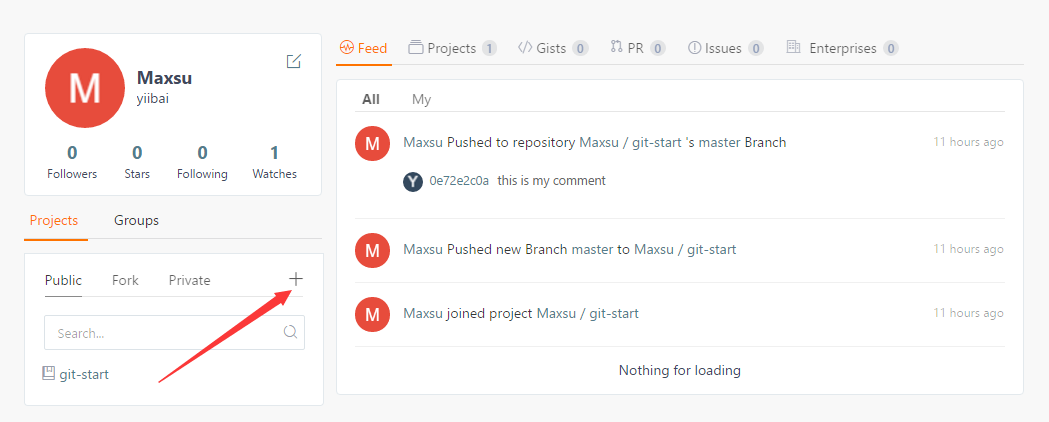 M
Maxsu
yiibai
0 0 0 1
Followers Stars Following Watches
Projects Groups
Public Fork Private
Search...
git-start
Feed Projects 1 Gists 0 PR 0 Issues 0 Enterprises 0
All My
M Maxsu Pushed to repository Maxsu / git-start 's master Branch 11 hours ago
Y 0e72e2c0a this is my comment
M Maxsu Pushed new Branch master to Maxsu / git-start 11 hours ago
M Maxsu joined project Maxsu / git-start 11 hours ago
Nothing for loading